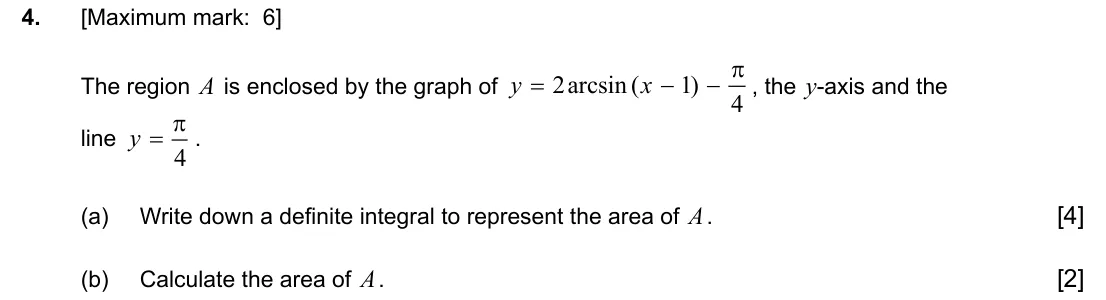 4. [Maximum mark: 6]
The region A is enclosed by the graph of y = 2 arcsin (x − 1) − π/4, the y-axis and the
line y = π/4.
(a) Write down a definite integral to represent the area of A. [4]
(b) Calculate the area of A. [2]